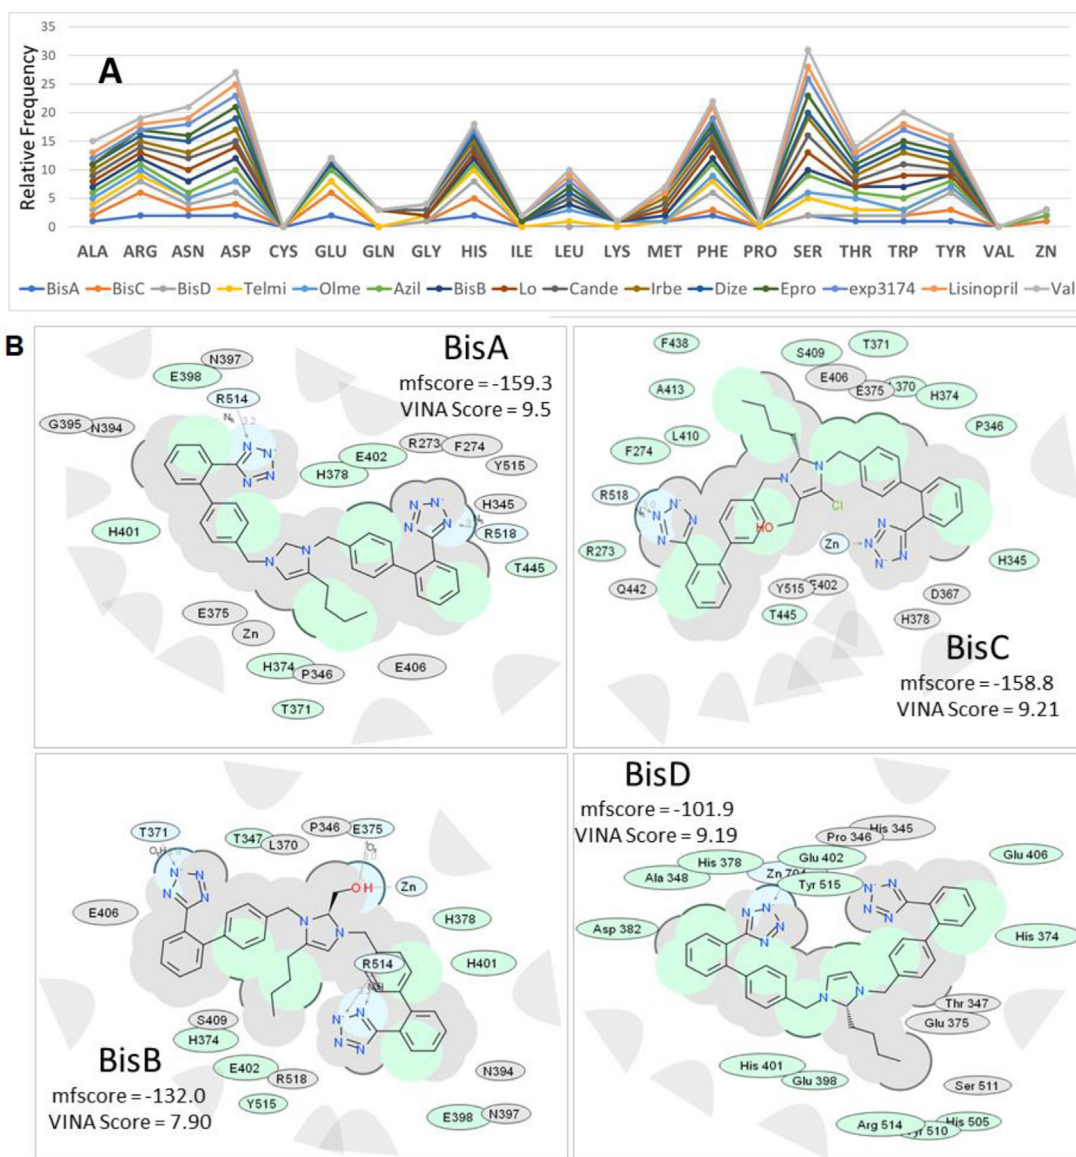 A
Relative Frequency
35
30
25
20
15
10
5
0
ALA ARG ASN ASP CYS GLU GLN GLY HIS ILE LEU LYS MET PHE PRO SER THR TRP TYR VAL ZN
BisA BisC BisD Telmi Olme Azil BisB Lo Cande Irbe Dize Epro exp3174 Lisinopril Val
B
BisA
mfscore = -159.3
VINA Score = 9.5
N397
E398
R514
3.2
G395 N394
R273 F274
E402
H378
Y515
H345
R518
H401
T445
E375
Zn
H374 P346
E406
T371
N N N N
N N N N
N N
BisC
mfscore = -158.8
VINA Score = 9.21
F438
S409
T371
E406
E375
L370
A413
H374
P346
L410
F274
R518
HO
Cl
Zn
R273
H345
Q442
Y515
T445
D367
H378
N N N N
N N N N
N N
BisB
mfscore = -132.0
VINA Score = 7.90
T371
T347
L370
P346
E375
OH
Zn
E406
H378
R514
H401
S409
H374
E402
R518
Y515
N394
E398 N397
N N N N
N N N N
N N
BisD
mfscore = -101.9
VINA Score = 9.19
His 345
Pro 346
Glu 402
His 378
Ala 348
Tyr 515
Glu 406
Asp 382
His 374
Thr 347
Glu 375
His 401
Glu 398
Ser 511
Arg 514
His 505
N N N N
N N N N
N N